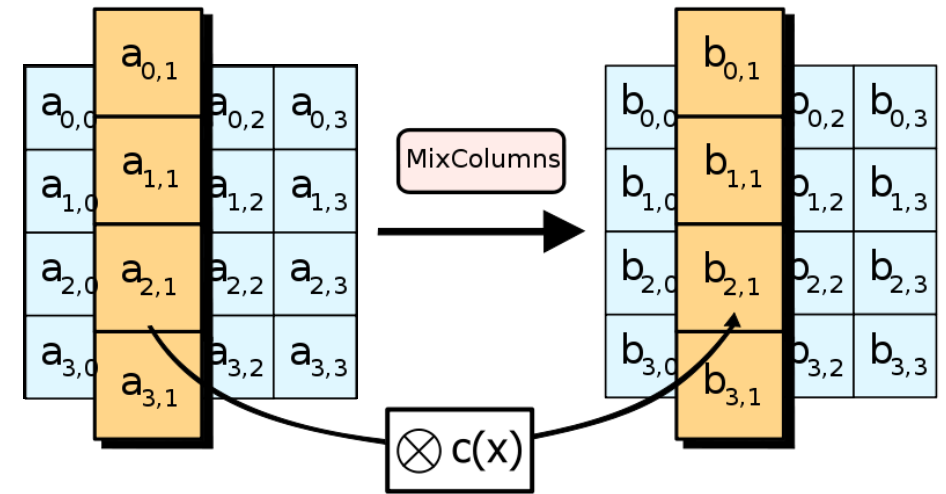 a0,0 a0,1 a0,2 a0,3
a1,0 a1,1 a1,2 a1,3
a2,0 a2,1 a2,2 a2,3
a3,0 a3,1 a3,2 a3,3
MixColumns
b0,0 b0,1 b0,2 b0,3
b1,0 b1,1 b1,2 b1,3
b2,0 b2,1 b2,2 b2,3
b3,0 b3,1 b3,2 b3,3
⊗ c(x)